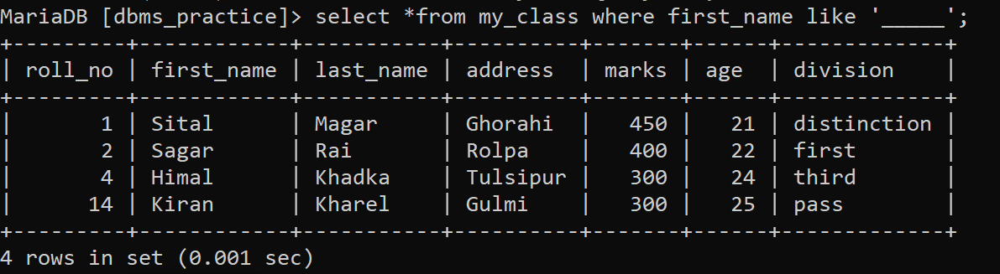 MariaDB [dbms_practice]> select *from my_class where first_name like '_____';
+---------+------------+-----------+----------+-------+------+-------------+
| roll_no | first_name | last_name | address  | marks | age  | division    |
+---------+------------+-----------+----------+-------+------+-------------+
|       1 | Sital      | Magar     | Ghorahi  |   450 |   21 | distinction |
|       2 | Sagar      | Rai       | Rolpa    |   400 |   22 | first       |
|       4 | Himal      | Khadka    | Tulsipur |   300 |   24 | third       |
|      14 | Kiran      | Kharel    | Gulmi    |   300 |   25 | pass        |
+---------+------------+-----------+----------+-------+------+-------------+
4 rows in set (0.001 sec)